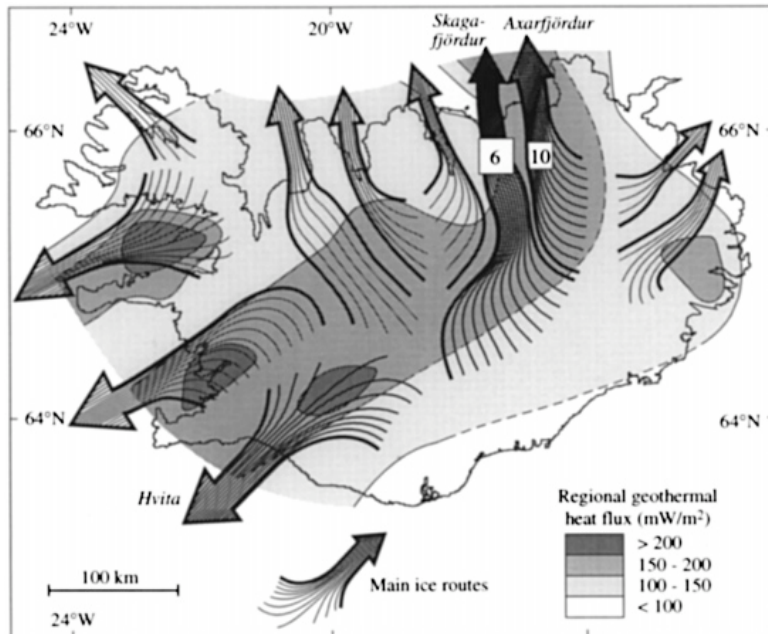 24°W
20°W
Skaga-
fjördur
Axarfjördur
66°N
66°N
6
10
64°N
64°N
Hvita
Regional geothermal
heat flux (mW/m²)
> 200
150 - 200
100 - 150
< 100
100 km
Main ice routes
24°W